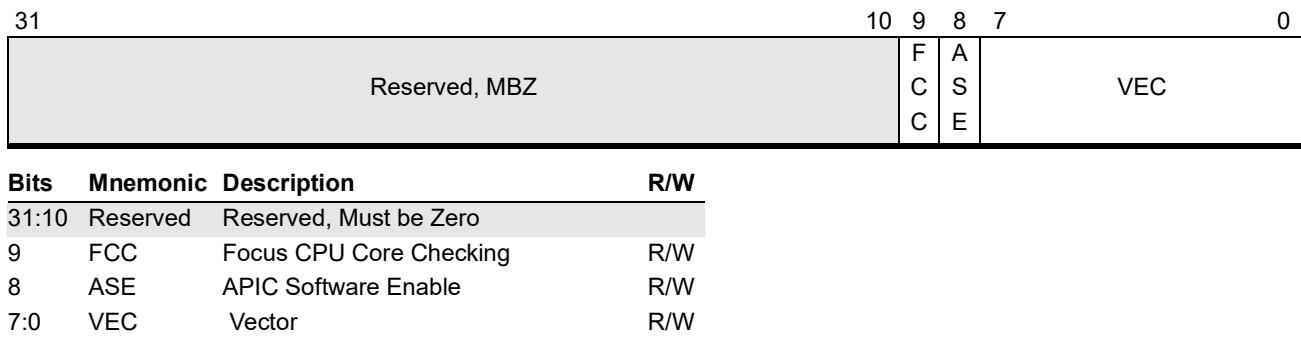 31 10 9 8 7 0
Reserved, MBZ F C C A S E VEC
Bits Mnemonic Description R/W
31:10 Reserved Reserved, Must be Zero
9 FCC Focus CPU Core Checking R/W
8 ASE APIC Software Enable R/W
7:0 VEC Vector R/W